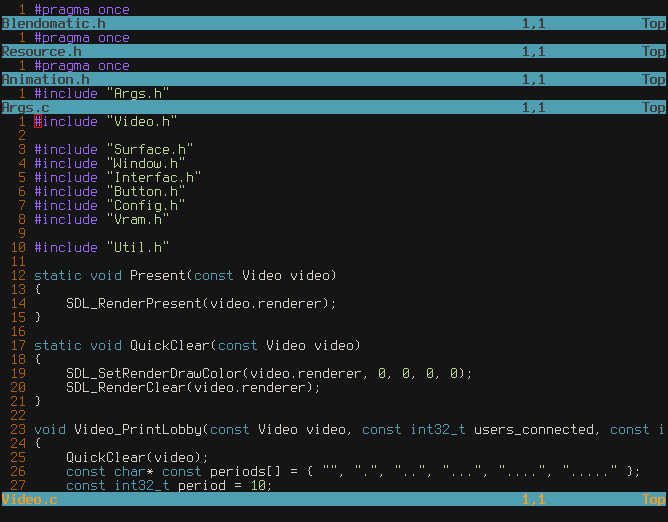 1 #pragma once
Blendomatic.h 1,1 Top
1 #pragma once
Resource.h 1,1 Top
1 #pragma once
Animation.h 1,1 Top
1 #include "Args.h"
Args.c 1,1 Top
1 #include "Video.h"
2
3 #include "Surface.h"
4 #include "Window.h"
5 #include "Interfac.h"
6 #include "Button.h"
7 #include "Config.h"
8 #include "Vram.h"
9
10 #include "Util.h"
11
12 static void Present(const Video video)
13 {
14     SDL_RenderPresent(video.renderer);
15 }
16
17 static void QuickClear(const Video video)
18 {
19     SDL_SetRenderDrawColor(video.renderer, 0, 0, 0, 0);
20     SDL_RenderClear(video.renderer);
21 }
22
23 void Video_PrintLobby(const Video video, const int32_t users_connected, const i
24 {
25     QuickClear(video);
26     const char* const periods[] = { "", ".", "..", "...", "....", "....." };
27     const int32_t period = 10;
Video.c 1,1 Top